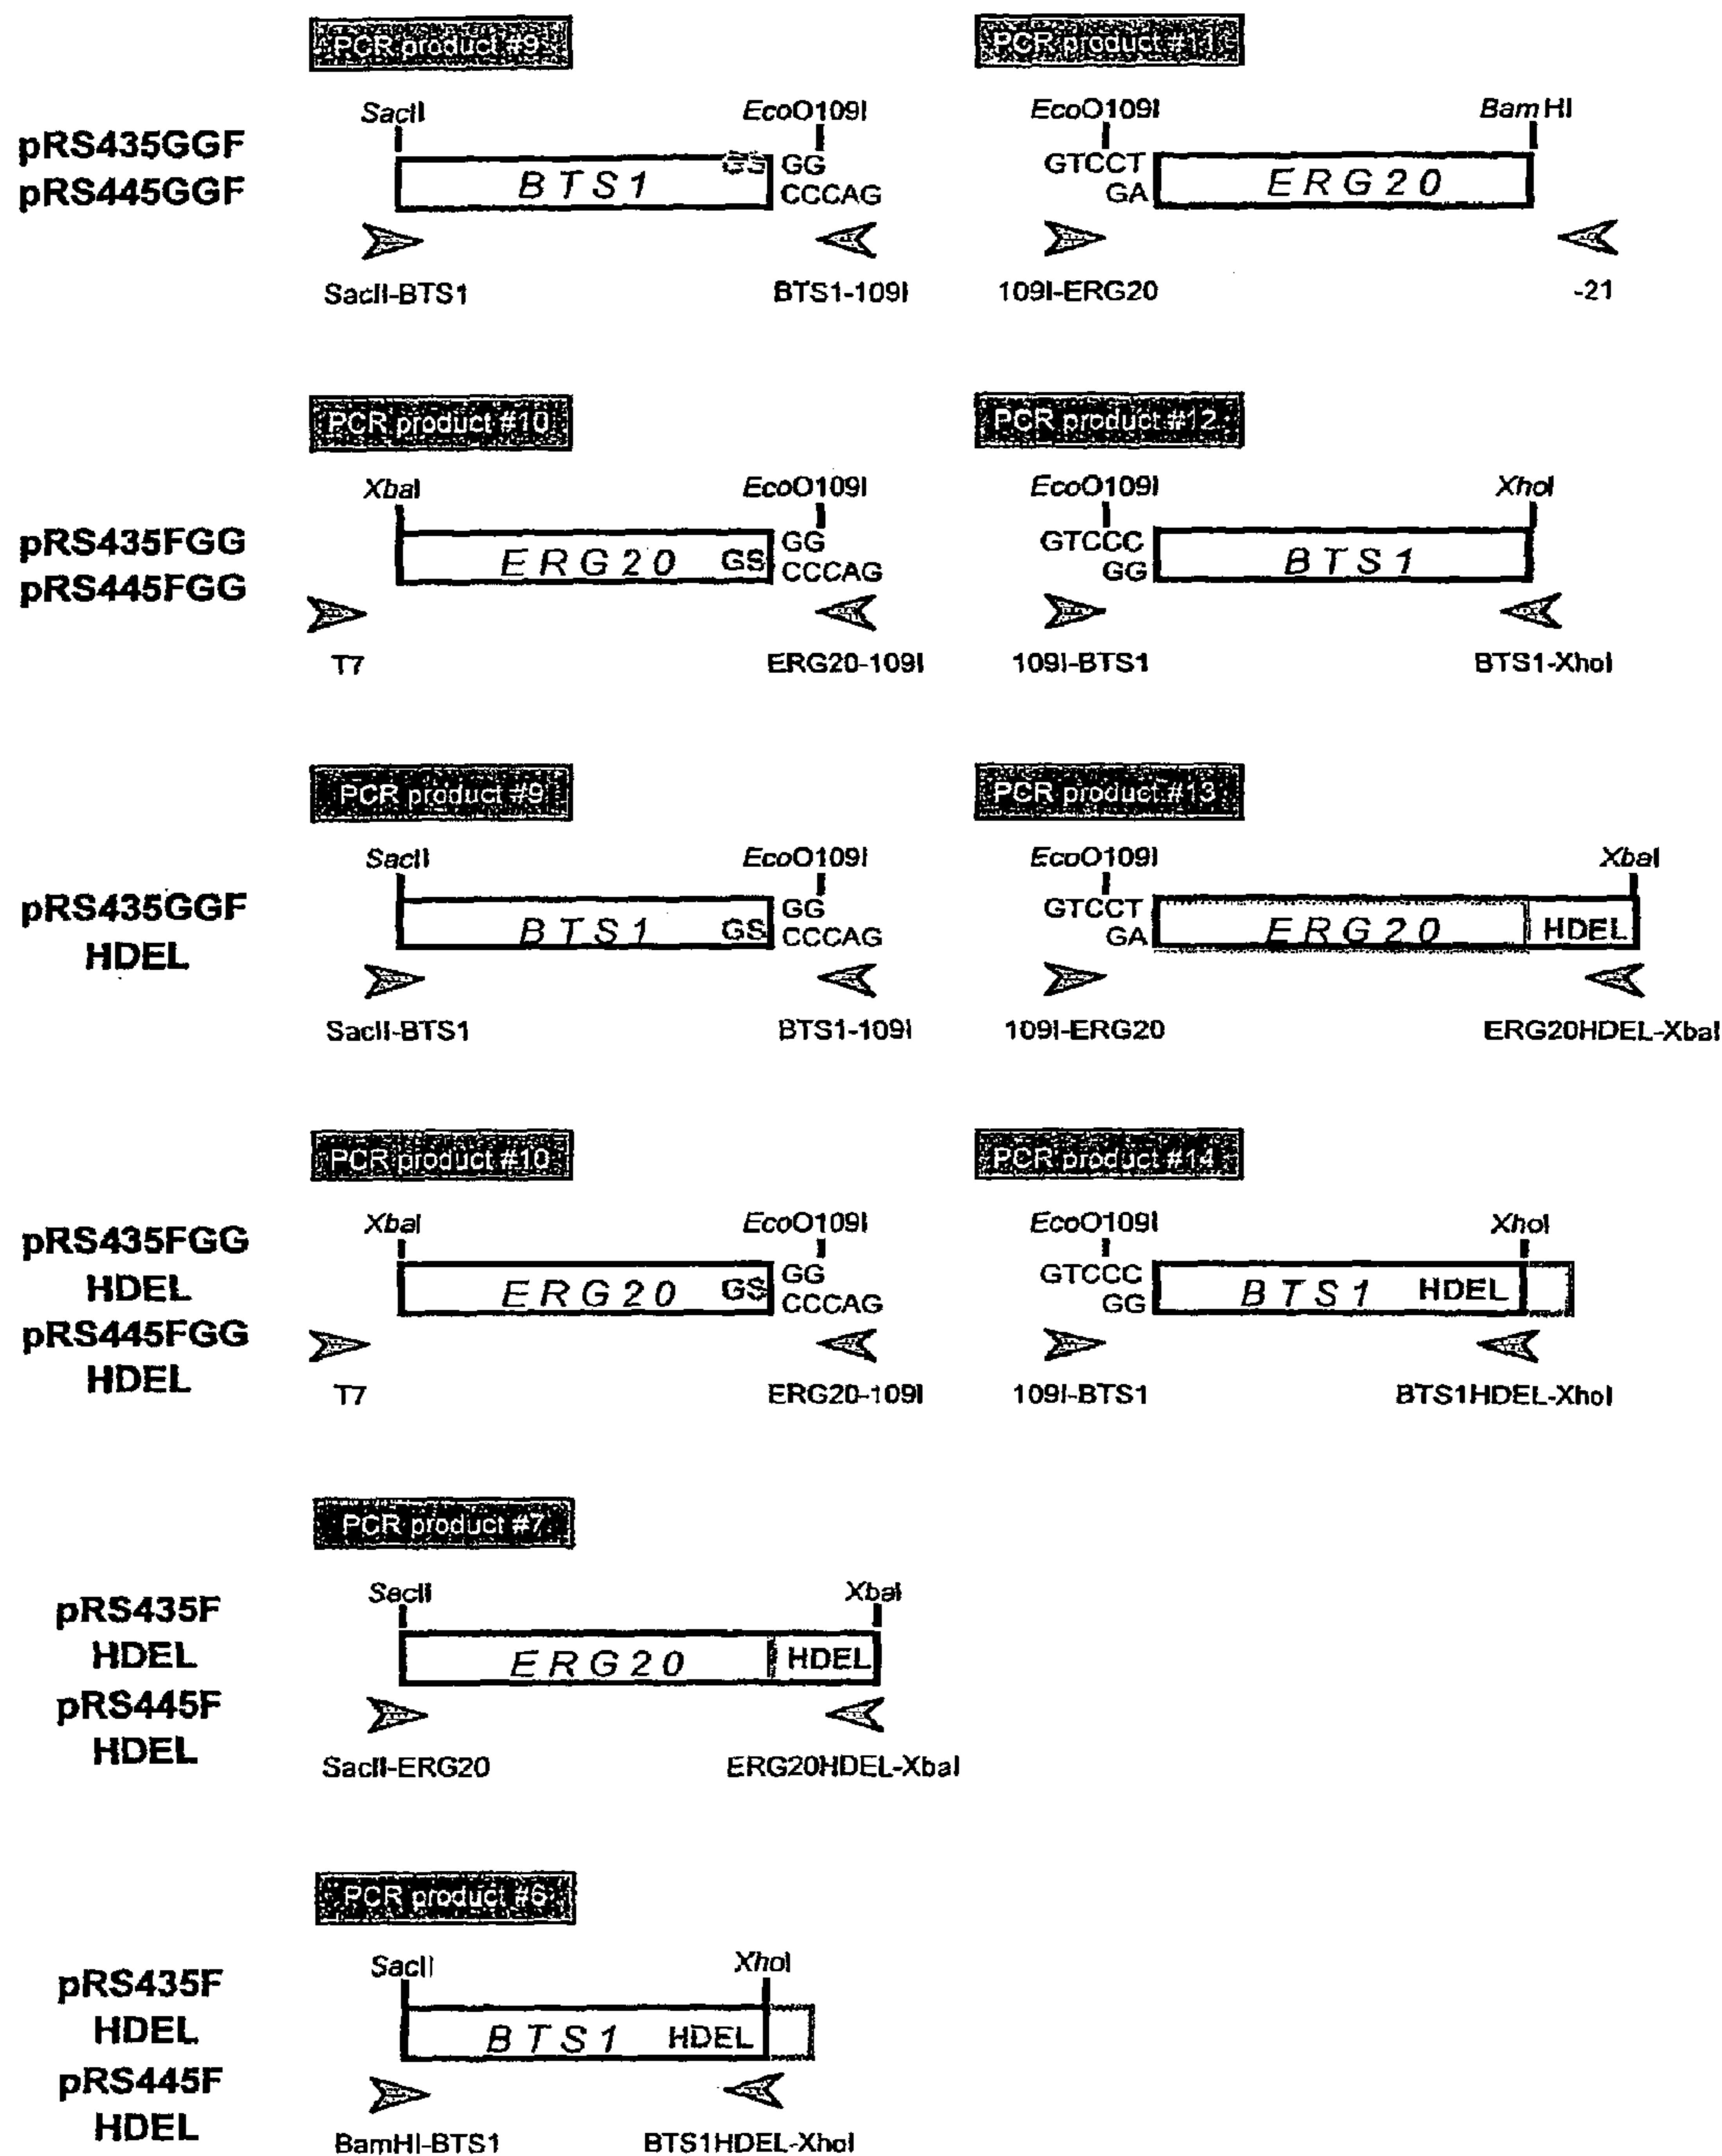 PCR product #9 PCR product #11
SacII EcoO109I EcoO109I BamHI
pRS435GGF
pRS445GGF
BTS1 GS GG CCCAG
GTCCT GA ERG20
SacII-BTS1 BTS1-109I 109I-ERG20 -21
PCR product #10 PCR product #12
XbaI EcoO109I EcoO109I XhoI
pRS435FGG
pRS445FGG
ERG20 GS GG CCCAG
GTCCC GG BTS1
T7 ERG20-109I 109I-BTS1 BTS1-XhoI
PCR product #9 PCR product #13
SacII EcoO109I EcoO109I XbaI
pRS435GGF
HDEL
BTS1 GS GG CCCAG
GTCCT GA ERG20 HDEL
SacII-BTS1 BTS1-109I 109I-ERG20 ERG20HDEL-XbaI
PCR product #10 PCR product #14
XbaI EcoO109I EcoO109I XhoI
pRS435FGG
HDEL
pRS445FGG
HDEL
ERG20 GS GG CCCAG
GTCCC GG BTS1 HDEL
T7 ERG20-109I 109I-BTS1 BTS1HDEL-XhoI
PCR product #7
SacII XbaI
pRS435F
HDEL
pRS445F
HDEL
ERG20 HDEL
SacII-ERG20 ERG20HDEL-XbaI
PCR product #6
SacII XhoI
pRS435F
HDEL
pRS445F
HDEL
BTS1 HDEL
BamHI-BTS1 BTS1HDEL-XhoI